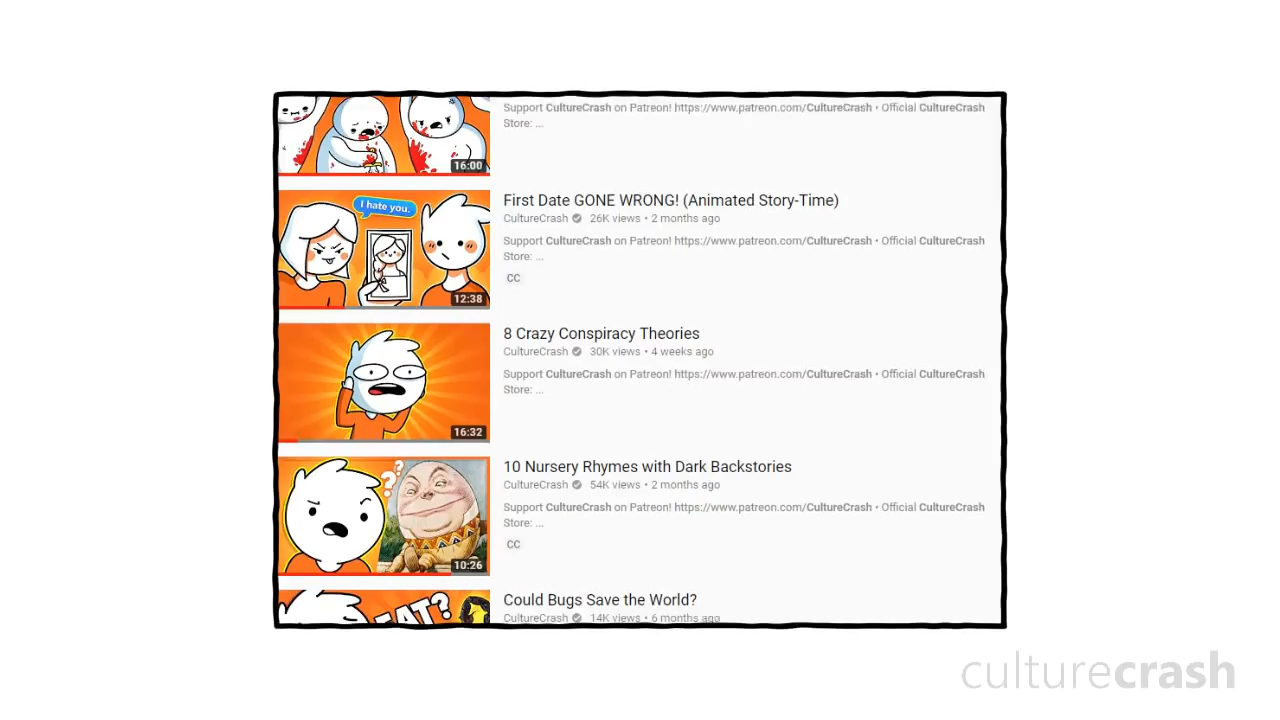 Support CultureCrash on Patreon! https://www.patreon.com/CultureCrash • Official CultureCrash
Store: ...
16:00
I hate you.
12:38
First Date GONE WRONG! (Animated Story-Time)
CultureCrash 26K views • 2 months ago
Support CultureCrash on Patreon! https://www.patreon.com/CultureCrash • Official CultureCrash
Store: ...
CC
16:32
8 Crazy Conspiracy Theories
CultureCrash 30K views • 4 weeks ago
Support CultureCrash on Patreon! https://www.patreon.com/CultureCrash • Official CultureCrash
Store: ...
??
10:26
10 Nursery Rhymes with Dark Backstories
CultureCrash 54K views • 2 months ago
Support CultureCrash on Patreon! https://www.patreon.com/CultureCrash • Official CultureCrash
Store: ...
CC
EAT?
Could Bugs Save the World?
CultureCrash 14K views • 6 months ago
culturecrash